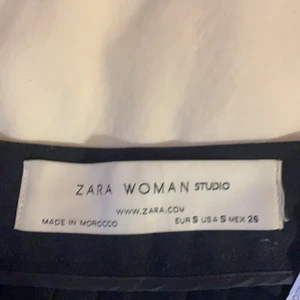 ZARA WOMAN STUDIO
WWW.ZARA.COM
MADE IN MOROCCO EUR S USA S MEX 26